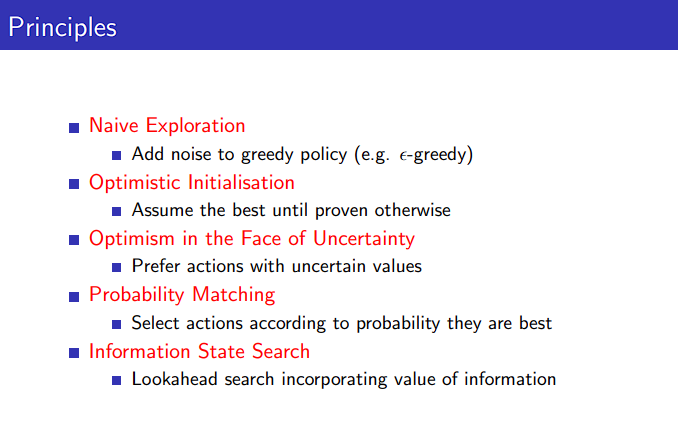 Principles
Naive Exploration
Add noise to greedy policy (e.g. ϵ-greedy)
Optimistic Initialisation
Assume the best until proven otherwise
Optimism in the Face of Uncertainty
Prefer actions with uncertain values
Probability Matching
Select actions according to probability they are best
Information State Search
Lookahead search incorporating value of information